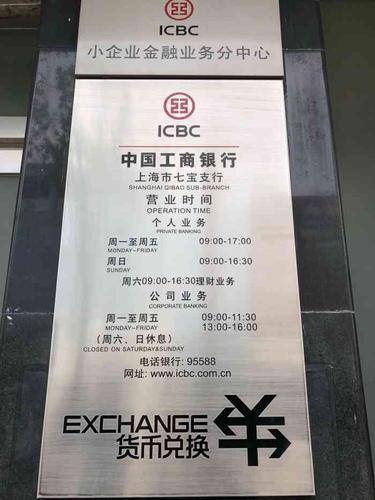 ICBC
小企业金融业务分中心
ICBC
中国工商银行
上海市七宝支行
SHANGHAI QIBAO SUB-BRANCH
营业时间
OPERATION TIME
个人业务
PRIVATE BANKING
周一至周五 09:00-17:00
MONDAY–FRIDAY
周日 09:00-16:30
SUNDAY
周六09:00-16:30理财业务
公司业务
CORPORATE BANKING
周一至周五 09:00-11:30
MONDAY–FRIDAY 13:00-16:00
(周六、日休息)
CLOSED ON SATURDAY&SUNDAY
电话银行: 95588
网址: www.icbc.com.cn
EXCHANGE
货币兑换